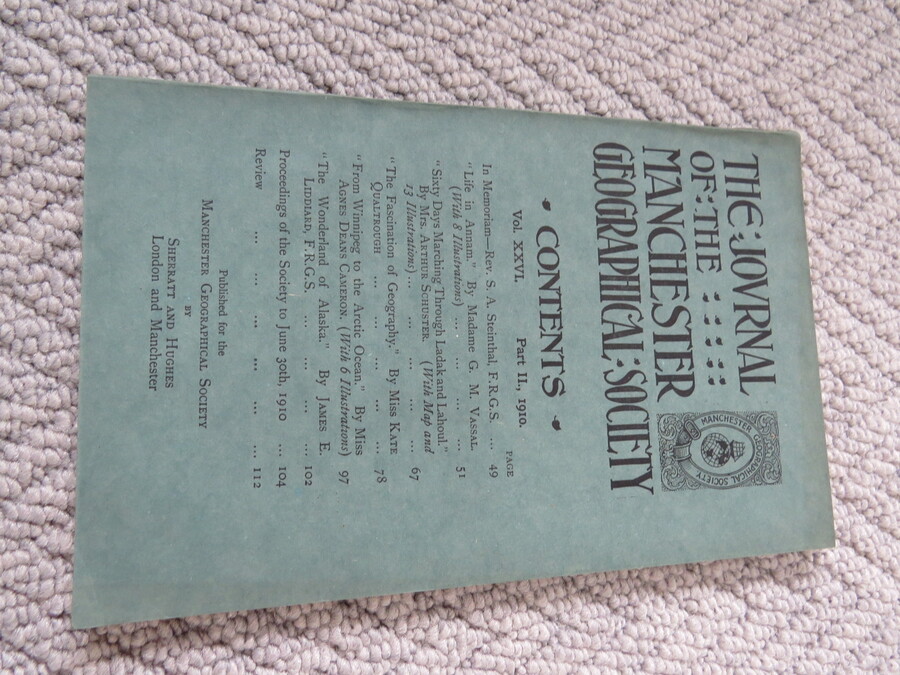 THE:JOVRNAL
OF:THE
MANCHESTER
GEOGRAPHICAL:SOCIETY
MANCHESTER GEOGRAPHICAL SOCIETY
CONTENTS
Vol. XXVI. Part II., 1910.
PAGE
In Memoriam—Rev. S. A. Steinthal, F.R.G.S. ... 49
"Life in Annam." By Madame G. M. VASSAL.
(With 8 Illustrations) ... ... ... ... 51
"Sixty Days Marching Through Ladak and Lahoul."
By Mrs. ARTHUR SCHUSTER. (With Map and
13 Illustrations) ... ... ... ... 67
"The Fascination of Geography." By Miss KATE
QUALTROUGH ... ... ... ... 78
"From Winnipeg to the Arctic Ocean." By Miss
AGNES DEANS CAMERON. (With 6 Illustrations) 97
"The Wonderland of Alaska." By JAMES E.
LIDDIARD, F.R.G.S. ... ... ... ... 102
Proceedings of the Society to June 30th, 1910 ... 104
Review ... ... ... ... ... 112
Published for the
MANCHESTER GEOGRAPHICAL SOCIETY
BY
SHERRATT AND HUGHES
London and Manchester